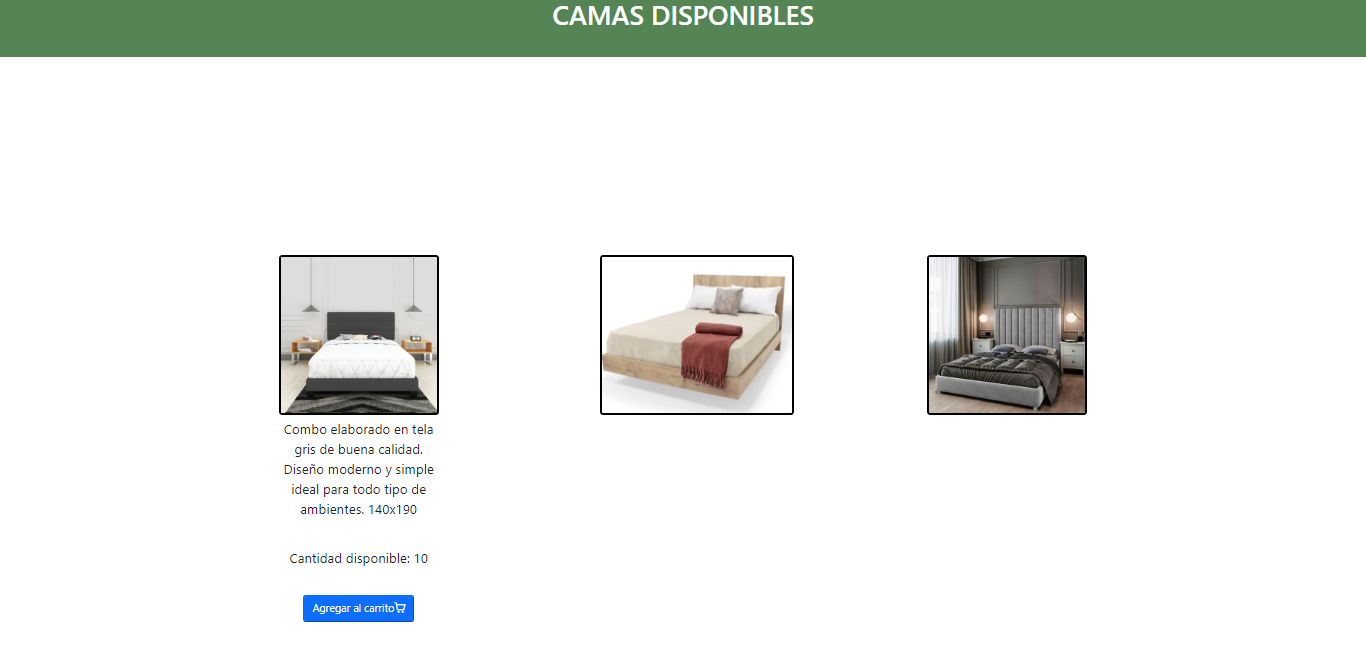 CAMAS DISPONIBLES
Combo elaborado en tela
gris de buena calidad.
Diseño moderno y simple
ideal para todo tipo de
ambientes. 140x190
Cantidad disponible: 10
Agregar al carrito